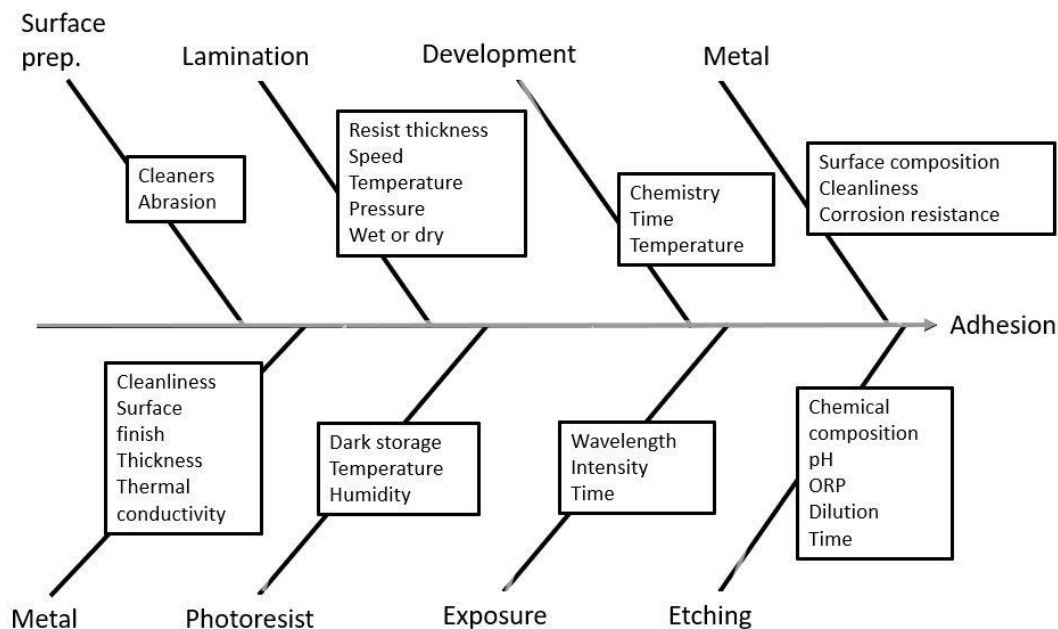 Surface
prep.
Lamination
Development
Metal
Cleaners
Abrasion
Resist thickness
Speed
Temperature
Pressure
Wet or dry
Chemistry
Time
Temperature
Surface composition
Cleanliness
Corrosion resistance
Adhesion
Cleanliness
Surface
finish
Thickness
Thermal
conductivity
Dark storage
Temperature
Humidity
Wavelength
Intensity
Time
Chemical
composition
pH
ORP
Dilution
Time
Metal
Photoresist
Exposure
Etching